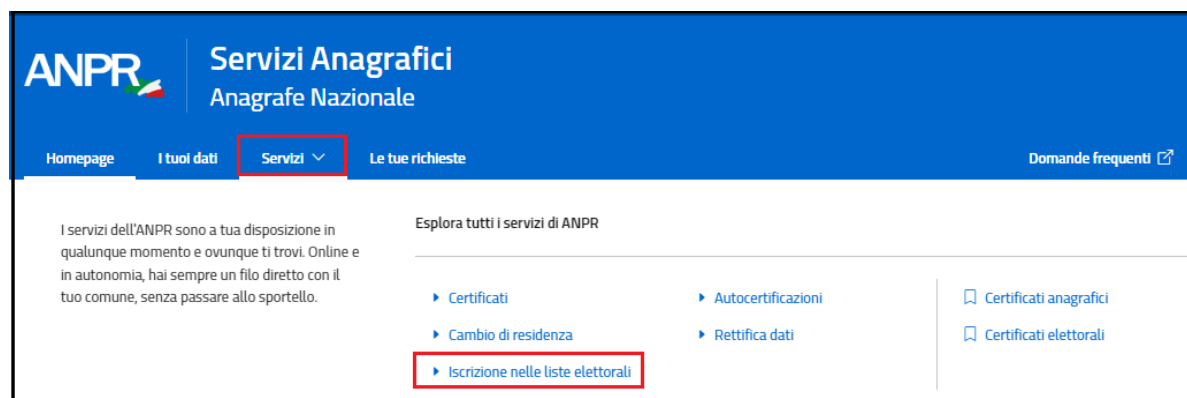 ANPR
Servizi Anagrafici
Anagrafe Nazionale
Homepage I tuoi dati Servizi Le tue richieste Domande frequenti
I servizi dell'ANPR sono a tua disposizione in
qualunque momento e ovunque ti trovi. Online e
in autonomia, hai sempre un filo diretto con il
tuo comune, senza passare allo sportello.
Esplora tutti i servizi di ANPR
Certificati
Cambio di residenza
Iscrizione nelle liste elettorali
Autocertificazioni
Rettifica dati
Certificati anagrafici
Certificati elettorali